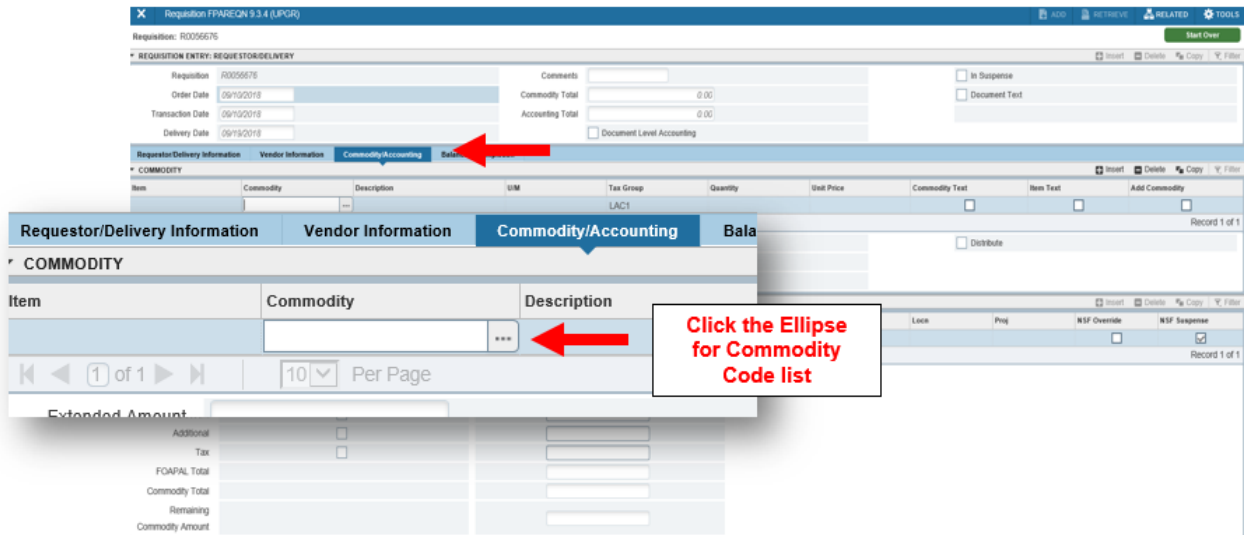 Requisition FPAREQN 9.3.4 (UPGR) ADD RETRIEVE RELATED TOOLS
Requisition: R0056676 Start Over
REQUISITION ENTRY: REQUESTOR/DELIVERY Insert Delete Copy Filter
Requisition R0056676 Comments In Suspense
Order Date 09/10/2018 Commodity Total 0.00 Document Text
Transaction Date 09/10/2018 Accounting Total 0.00
Delivery Date 09/19/2018 Document Level Accounting
Requestor/Delivery Information Vendor Information Commodity/Accounting
COMMODITY Insert Delete Copy Filter
Item Commodity Description U/M Tax Group Quantity Unit Price Commodity Text Item Text Add Commodity
LAC1
Record 1 of 1
Distribute
Requestor/Delivery Information Vendor Information Commodity/Accounting Bala
COMMODITY
Item Commodity Description
1 of 1 10 Per Page
Extended Amount
Click the Ellipse
for Commodity
Code list
Insert Delete Copy Filter
Locn Proj NSF Override NSF Suspense
Record 1 of 1
Additional
Tax
FOAPAL Total
Commodity Total
Remaining
Commodity Amount